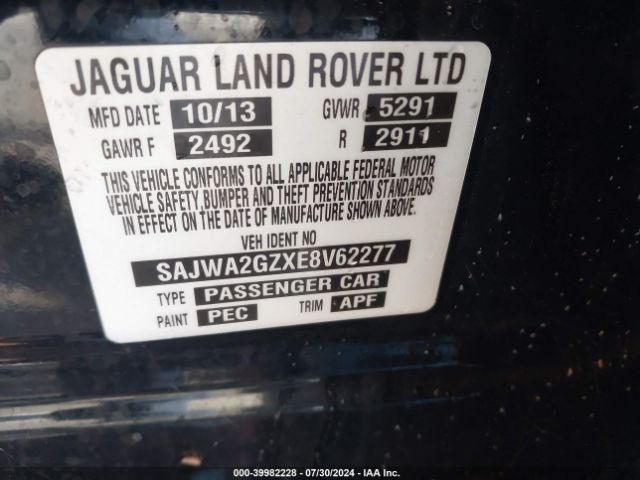 JAGUAR LAND ROVER LTD
MFD DATE 10/13 GVWR 5291
GAWR F 2492 R 2911
THIS VEHICLE CONFORMS TO ALL APPLICABLE FEDERAL MOTOR
VEHICLE SAFETY,BUMPER AND THEFT PREVENTION STANDARDS
IN EFFECT ON THE DATE OF MANUFACTURE SHOWN ABOVE.
VEH IDENT NO
SAJWA2GZXE8V62277
TYPE PASSENGER CAR
PAINT PEC TRIM APF
000-39982228 - 07/30/2024 - IAA Inc.